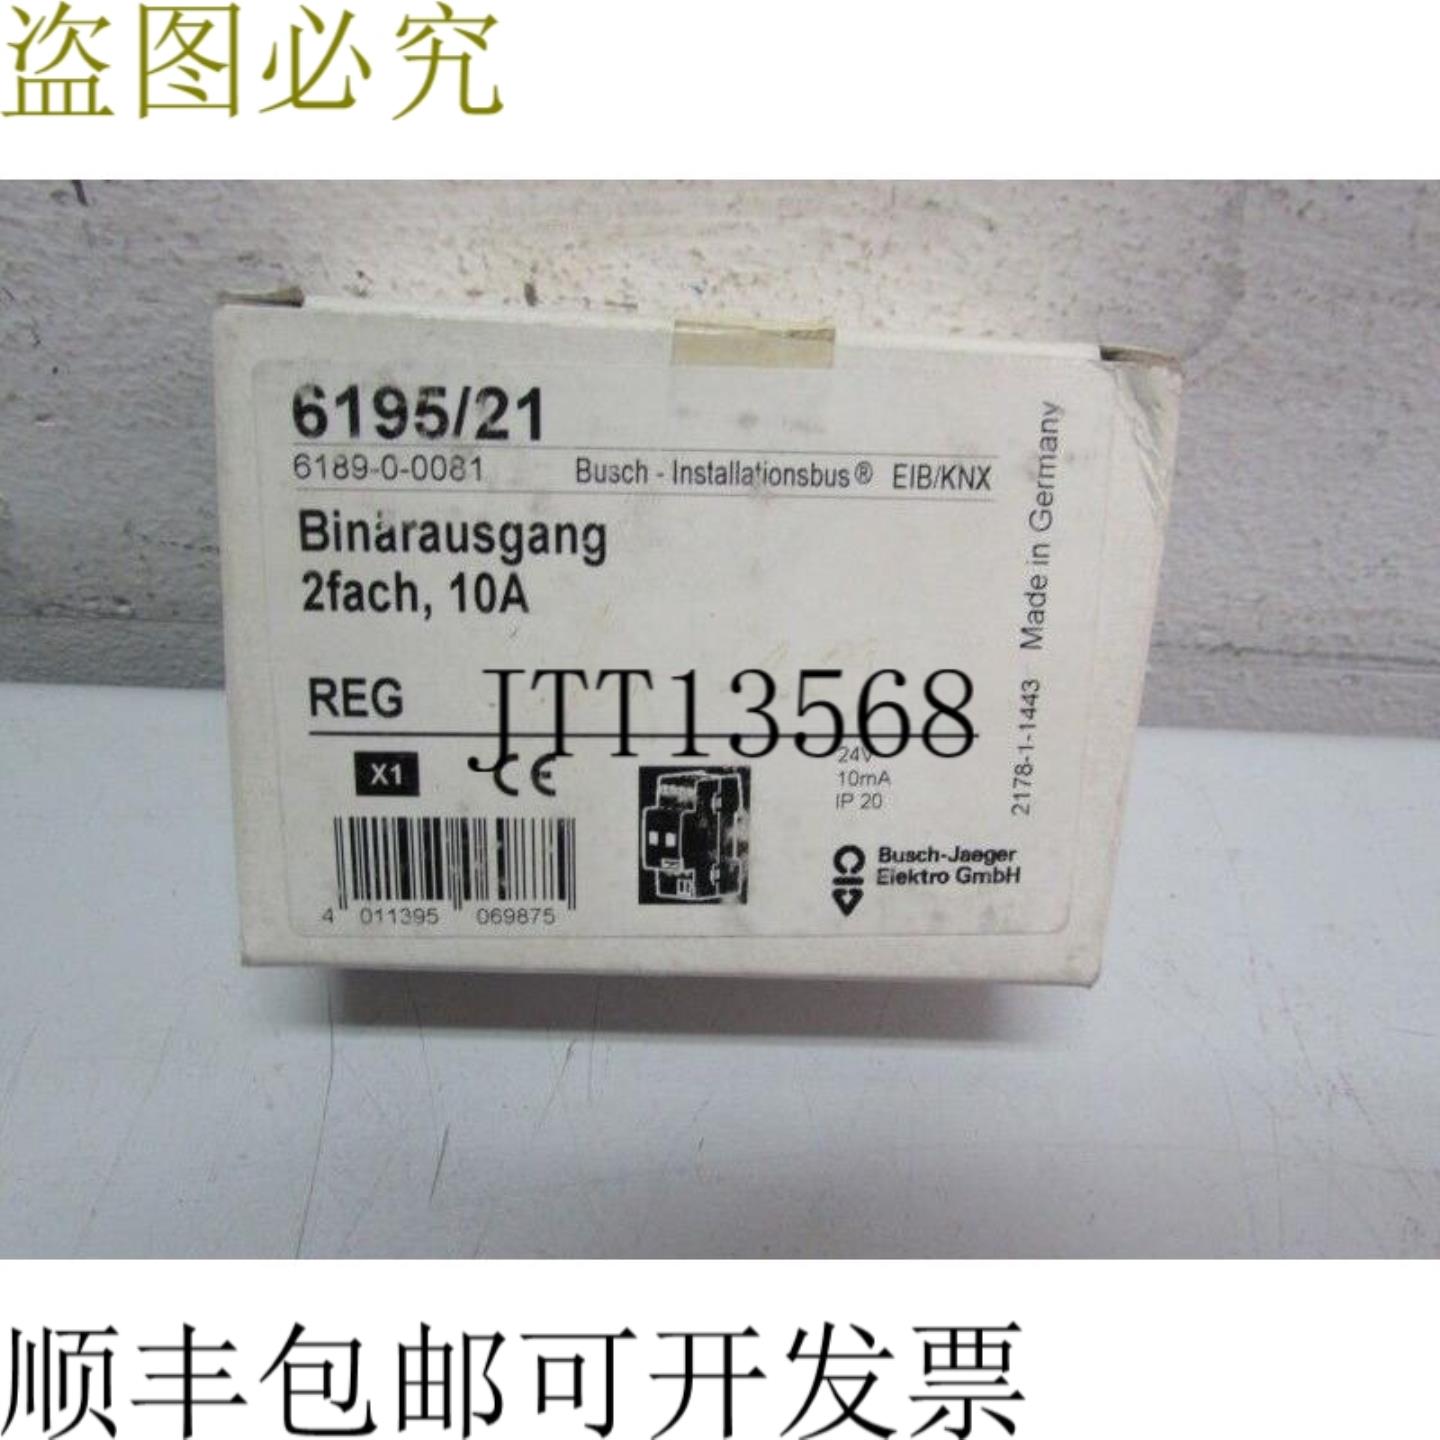 盗图必究
6195/21
6189-0-0081 Busch - Installationsbus® EIB/KNX
Binärausgang
2fach, 10A
REG
JTT13568
X1 CE
24V
10mA
IP 20
4 011395 069875
Busch-Jaeger
Elektro GmbH
2178-1-1443 Made in Germany
顺丰包邮可开发票